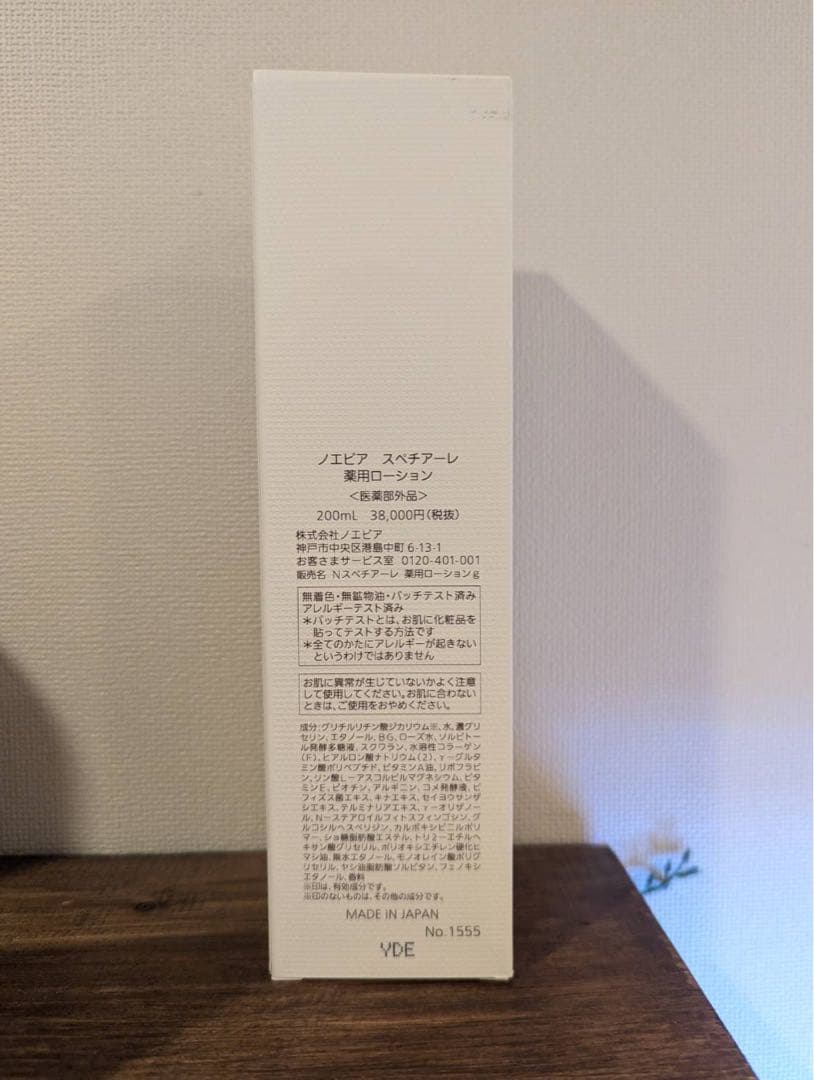 ノエビア　スペチアーレ
薬用ローション
＜医薬部外品＞
200mL　38,000円（税抜）
株式会社ノエビア
神戸市中央区港島中町6-13-1
お客さまサービス室　0120-401-001
販売名　Nスペチアーレ　薬用ローションg
無着色・無鉱物油・パッチテスト済み
アレルギーテスト済み
＊パッチテストとは、お肌に化粧品を
貼ってテストする方法です
＊全てのかたにアレルギーが起きない
というわけではありません
お肌に異常が生じていないかよく注意
して使用してください。お肌に合わない
ときは、ご使用をおやめください。
成分：グリチルリチン酸ジカリウム※、水、濃グリ
セリン、エタノール、BG、ローズ水、ソルビトー
ル発酵多糖液、スクワラン、水溶性コラーゲン
（F）、ヒアルロン酸ナトリウム（2）、γーグルタ
ミン酸ポリペプチド、ビタミンA油、リボフラビ
ン、リン酸Lーアスコルビルマグネシウム、ビタ
ミンE、ビオチン、アルギニン、コメ発酵液、ビ
フィズス菌エキス、キナエキス、セイヨウサンザ
シエキス、テルミナリアエキス、γーオリザノー
ル、Nーステアロイルフィトスフィンゴシン、グル
コシルヘスペリジン、カルボキシビニルポリ
マー、ショ糖脂肪酸エステル、トリ2ーエチルヘ
キサン酸グリセリル、ポリオキシエチレン硬化ヒ
マシ油、無水エタノール、モノオレイン酸ポリグ
リセリル、ヤシ油脂肪酸ソルビタン、フェノキシ
エタノール、香料
※印は、有効成分です。
※印のないものは、その他の成分です。
MADE IN JAPAN
No.1555
YDE